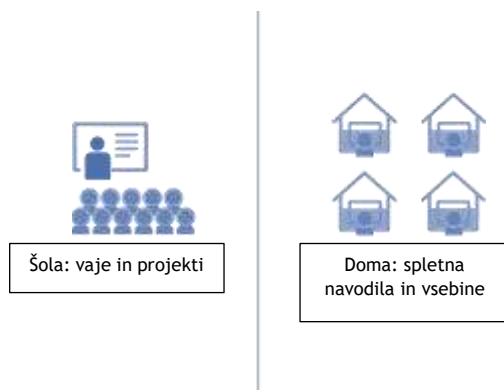 Šola: vaje in projekti
Doma: spletna
navodila in vsebine